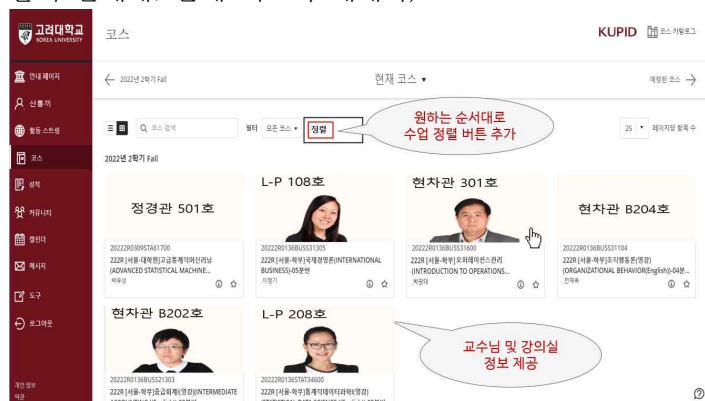 고려대학교
KOREA UNIVERSITY
코스
KUPID
코스 카탈로그
안내 페이지
← 2022년 2학기 Fall
현재 코스 ▾
예정된 코스 →
산통끼
활동 스트림
코스 검색
필터 모든 코스 ▾
정렬
원하는 순서대로
수업 정렬 버튼 추가
25 ▾ 페이지당 항목 수
코스
2022년 2학기 Fall
성적
커뮤니티
캘린더
메시지
도구
로그아웃
개인 정보
약관
정경관 501호
20222R0309STA61700
222R [서울-대학원]고급통계적머신러닝
(ADVANCED STATISTICAL MACHINE...
박유성
L-P 108호
20222R0136BUSS31305
222R [서울-학부]국제경영론(INTERNATIONAL
BUSINESS)-05분반
현차관 301호
20222R0136BUSS31600
222R [서울-학부]오퍼레이션스관리
(INTRODUCTION TO OPERATIONS...
박광태
현차관 B204호
20222R0136BUSS31104
222R [서울-학부]조직행동론(영강)
(ORGANIZATIONAL BEHAVIOR(English))-04분...
현차관 B202호
20222R0136BUSS21303
222R [서울-학부]중급회계I(영강)(INTERMEDIATE
L-P 208호
20222R0136STAT34600
222R [서울-학부]통계적데이터과학I(영강)
교수님 및 강의실
정보 제공